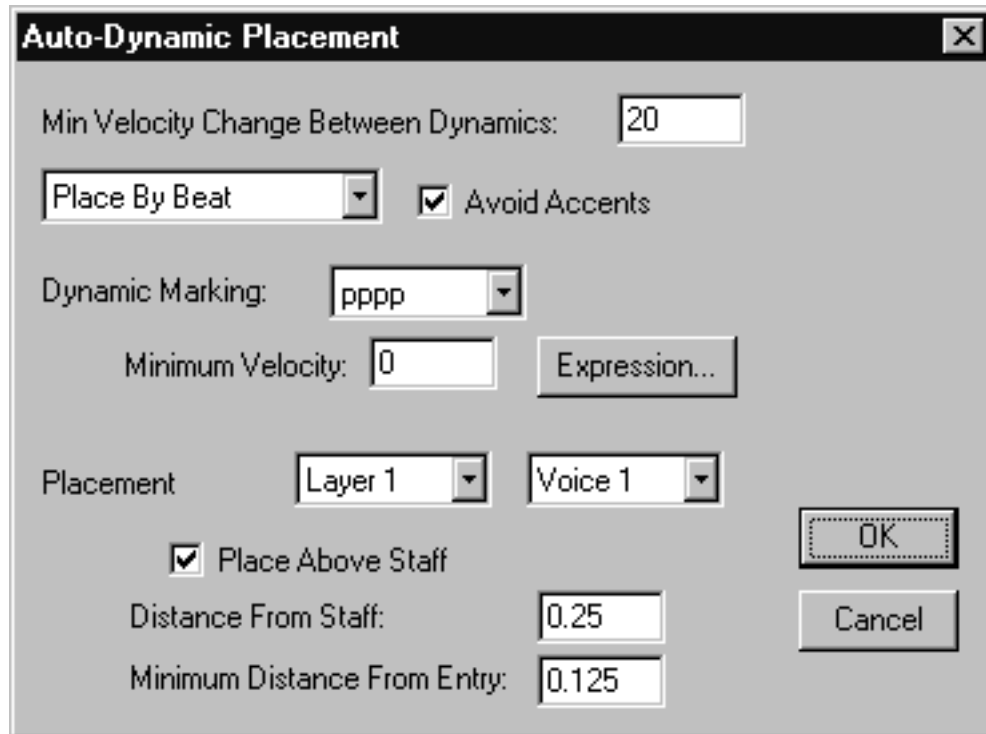 Auto-Dynamic Placement
Min Velocity Change Between Dynamics: 20
Place By Beat Avoid Accents
Dynamic Marking: pppp
Minimum Velocity: 0 Expression...
Placement Layer 1 Voice 1
OK
Place Above Staff
Distance From Staff: 0.25
Cancel
Minimum Distance From Entry: 0.125